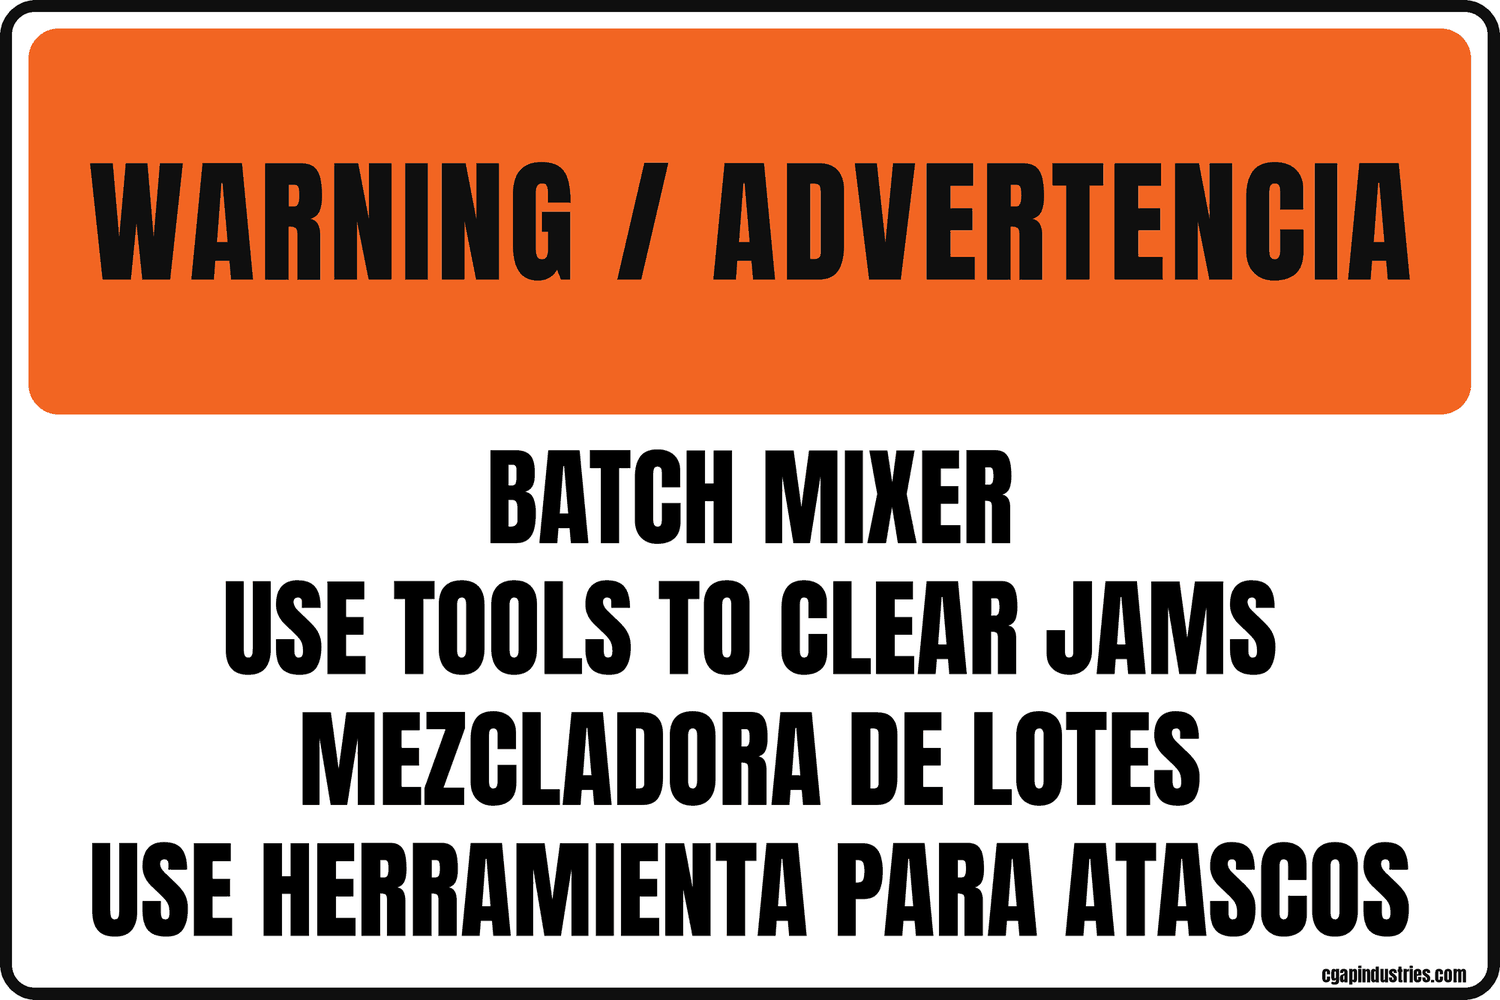 WARNING / ADVERTENCIA
BATCH MIXER
USE TOOLS TO CLEAR JAMS
MEZCLADORA DE LOTES
USE HERRAMIENTA PARA ATASCOS
cgapindustries.com